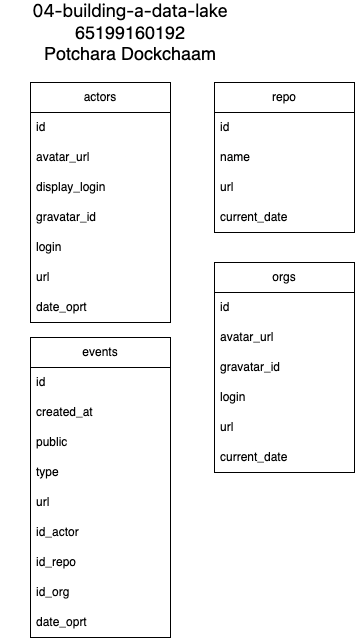 04-building-a-data-lake
65199160192
Potchara Dockchaam
actors
id
avatar_url
display_login
gravatar_id
login
url
date_oprt
events
id
created_at
public
type
url
id_actor
id_repo
id_org
date_oprt
repo
id
name
url
current_date
orgs
id
avatar_url
gravatar_id
login
url
current_date